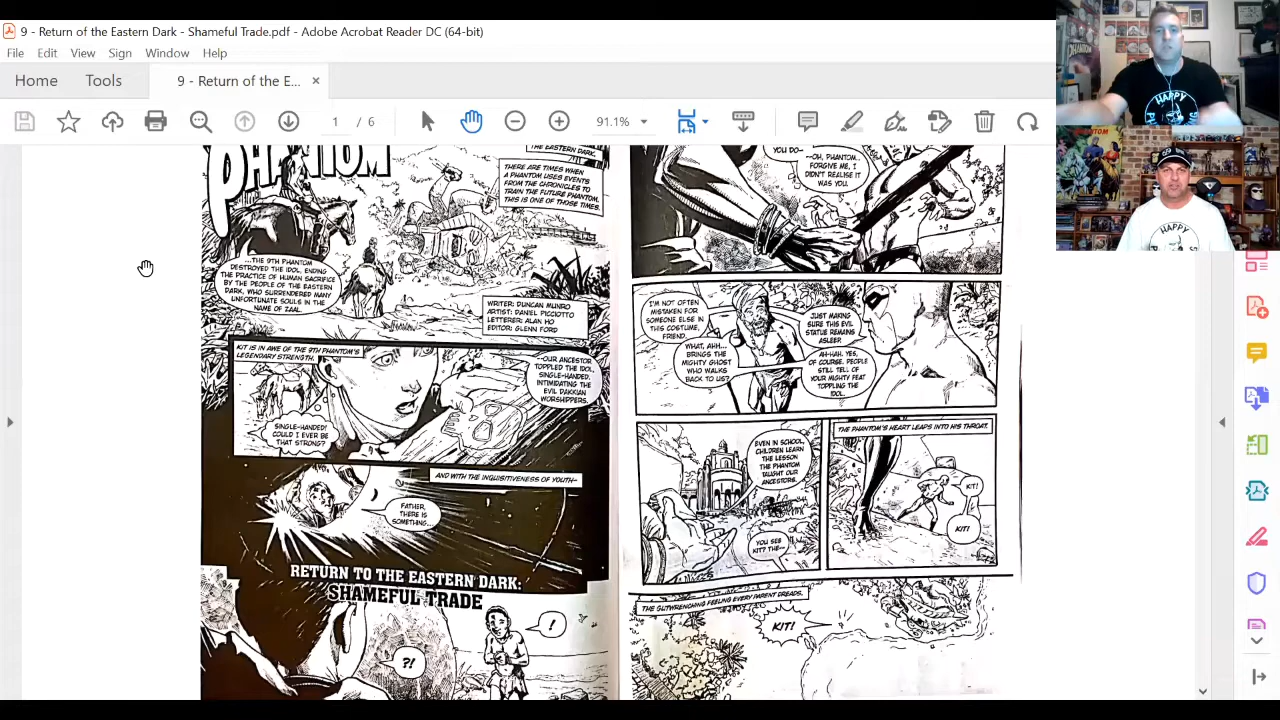 9 - Return of the Eastern Dark - Shameful Trade.pdf - Adobe Acrobat Reader DC (64-bit)
File Edit View Sign Window Help
Home Tools 9 - Return of the E... ×
1 / 6 91.1%
PHANTOM
THE EASTERN DARK.
THERE ARE TIMES WHEN
A PHANTOM USES EVENTS
FROM THE CHRONICLES TO
TRAIN THE FUTURE PHANTOM.
THIS IS ONE OF THOSE TIMES.
...THE 9TH PHANTOM
DESTROYED THE IDOL, ENDING
THE PRACTICE OF HUMAN SACRIFICE
BY THE PEOPLE OF THE EASTERN
DARK, WHO SURRENDERED MANY
UNFORTUNATE SOULS IN THE
NAME OF ZAAL.
WRITER: DUNCAN MUNRO
ARTIST: DANIEL PICCIOTTO
LETTERER: ALAN HO
EDITOR: GLENN FORD
KIT IS IN AWE OF THE 9TH PHANTOM'S
LEGENDARY STRENGTH.
--OUR ANCESTOR
TOPPLED THE IDOL,
SINGLE-HANDED,
INTIMIDATING THE
EVIL DAKKIAN
WORSHIPPERS.
SINGLE-HANDED!
COULD I EVER BE
THAT STRONG?
AND WITH THE INQUISITIVENESS OF YOUTH--
FATHER,
THERE IS
SOMETHING...
RETURN TO THE EASTERN DARK:
SHAMEFUL TRADE
!
?!
YOU DO--
--OH, PHANTOM...
FORGIVE ME, I
DIDN'T REALISE IT
WAS YOU.
I'M NOT OFTEN
MISTAKEN FOR
SOMEONE ELSE IN
THIS COSTUME,
FRIEND.
WHAT, AHH...
BRINGS THE
MIGHTY GHOST
WHO WALKS
BACK TO US?
JUST MAKING
SURE THIS EVIL
STATUE REMAINS
ASLEEP.
AH-HAH. YES,
OF COURSE. PEOPLE
STILL TELL OF
YOUR MIGHTY FEAT
TOPPLING THE
IDOL.
EVEN IN SCHOOL,
CHILDREN LEARN
THE LESSON
THE PHANTOM
TAUGHT OUR
ANCESTORS.
YOU SEE
KIT? THE--
THE PHANTOM'S HEART LEAPS INTO HIS THROAT.
KIT!
KIT!
THE GUTWRENCHING FEELING EVERY PARENT DREADS.
KIT!
HAPPY
HAPPY